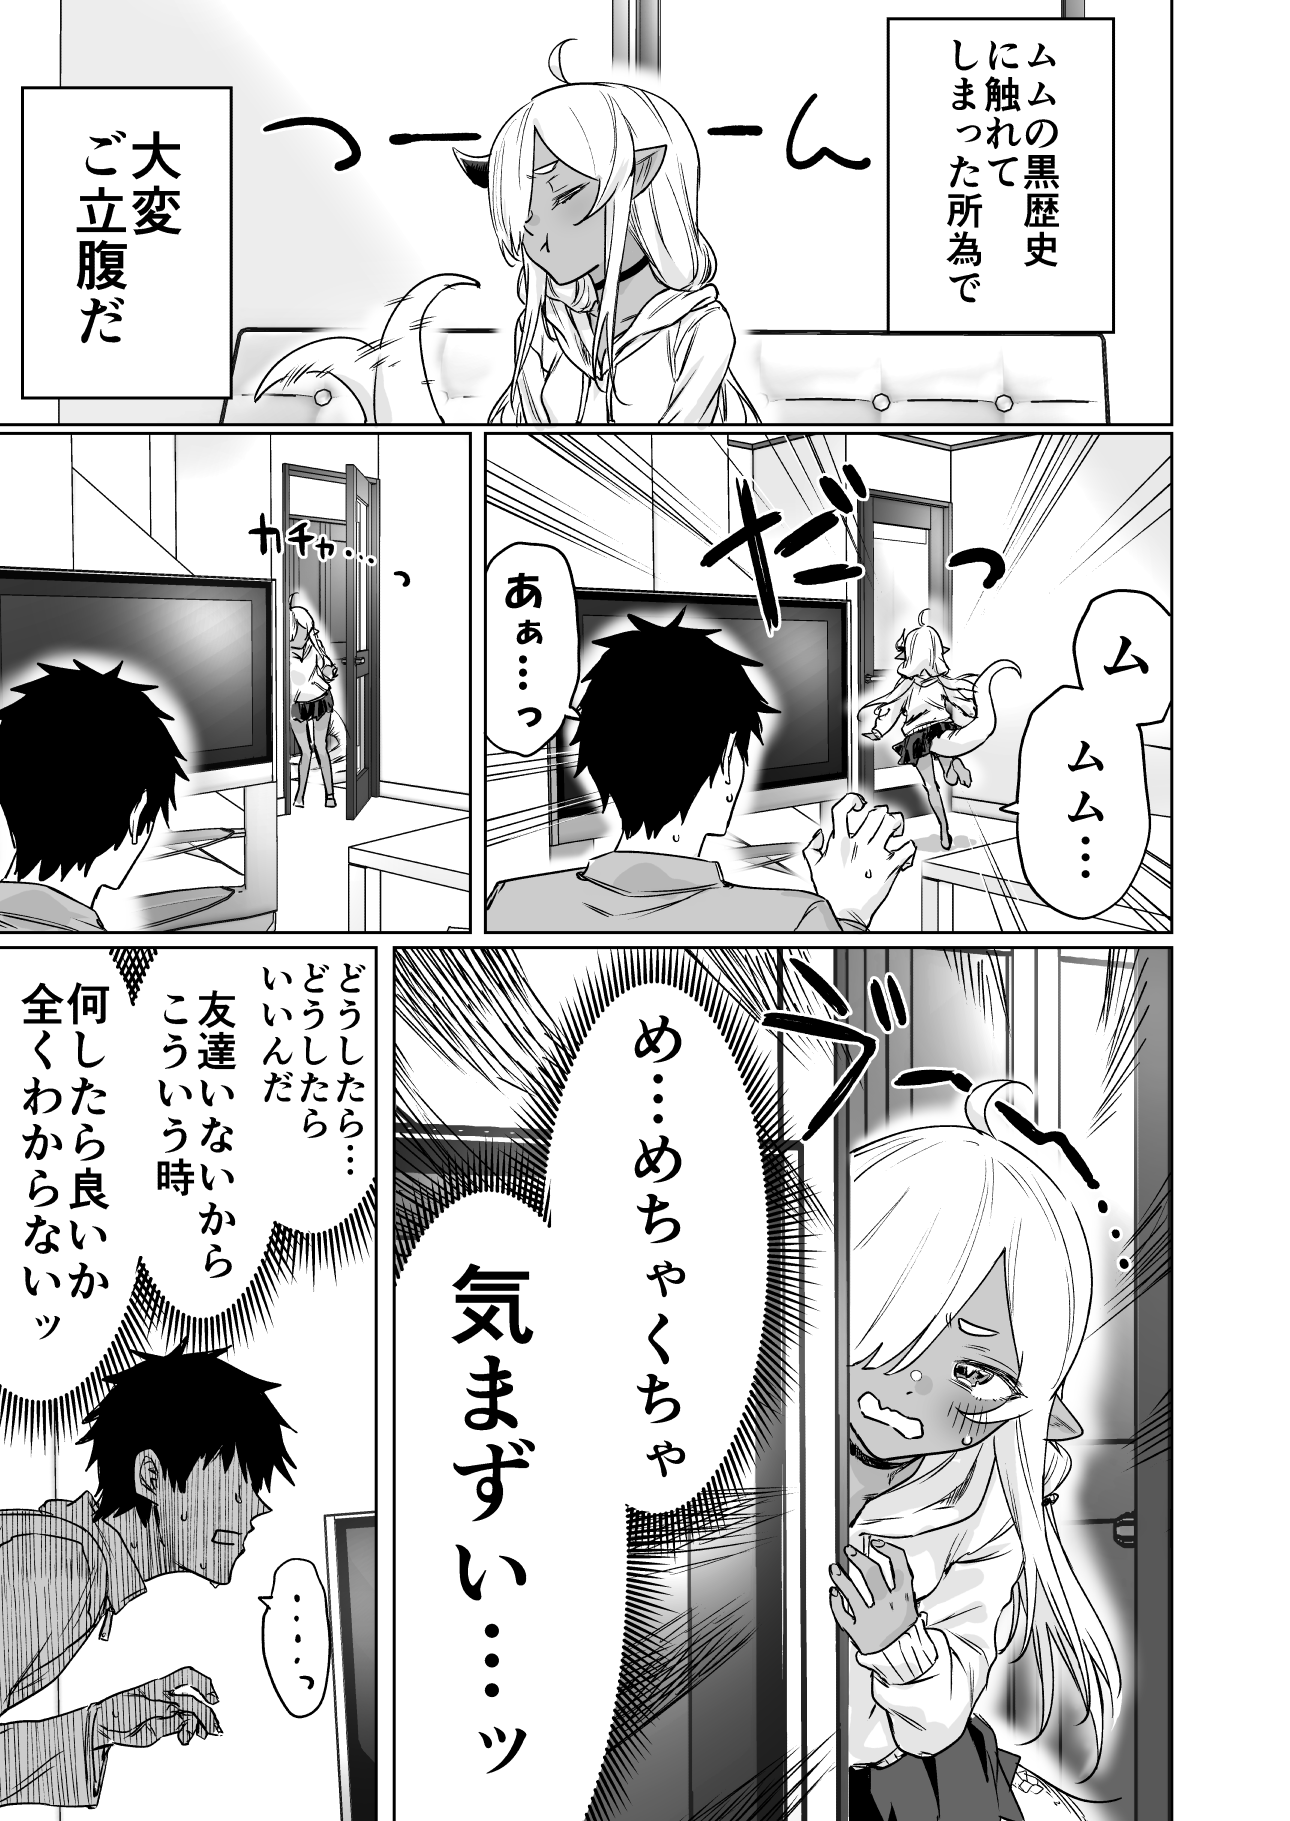 ムムの黒歴史
に触れて
しまった所為で
つーーーん
大変
ご立腹だ
ム
ムム…
だっ
あぁ…っ
カチャ…
っ
め…めちゃくちゃ
気まずい…ッ
どうしたら…
どうしたら
いいんだ
友達いないから
こういう時
何したら良いか
全くわからないッ
‥‥っ